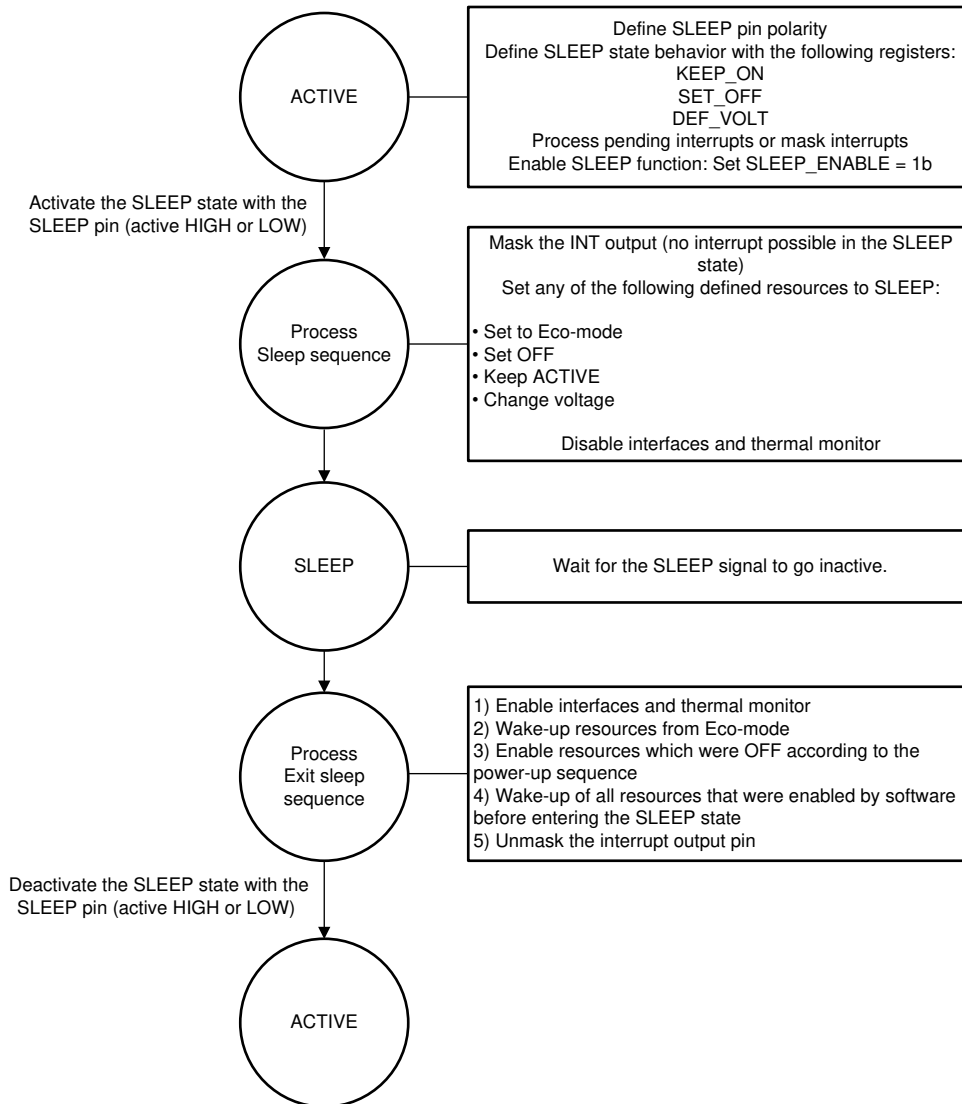 ACTIVE
Define SLEEP pin polarity
Define SLEEP state behavior with the following registers:
KEEP_ON
SET_OFF
DEF_VOLT
Process pending interrupts or mask interrupts
Enable SLEEP function: Set SLEEP_ENABLE = 1b
Activate the SLEEP state with the
SLEEP pin (active HIGH or LOW)
Process
Sleep sequence
Mask the INT output (no interrupt possible in the SLEEP
state)
Set any of the following defined resources to SLEEP:
• Set to Eco-mode
• Set OFF
• Keep ACTIVE
• Change voltage
Disable interfaces and thermal monitor
SLEEP
Wait for the SLEEP signal to go inactive.
Process
Exit sleep
sequence
1) Enable interfaces and thermal monitor
2) Wake-up resources from Eco-mode
3) Enable resources which were OFF according to the
power-up sequence
4) Wake-up of all resources that were enabled by software
before entering the SLEEP state
5) Unmask the interrupt output pin
Deactivate the SLEEP state with the
SLEEP pin (active HIGH or LOW)
ACTIVE